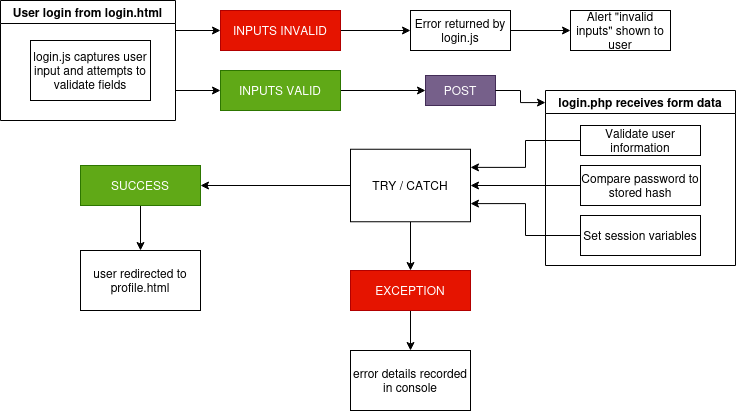 User login from login.html
login.js captures user
input and attempts to
validate fields
INPUTS INVALID
Error returned by
login.js
Alert "invalid
inputs" shown to
user
INPUTS VALID
POST
login.php receives form data
Validate user
information
Compare password to
stored hash
Set session variables
TRY / CATCH
SUCCESS
user redirected to
profile.html
EXCEPTION
error details recorded
in console